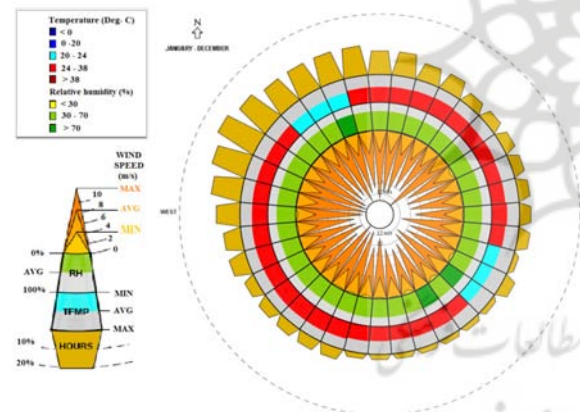 Temperature (Deg- C)
< 0
0 -20
20 - 24
24 - 38
> 38
Relative humidity (%)
< 30
30 - 70
> 70
N
JANUARY - DECEMBER
WEST
WIND
SPEED
(m/s)
MAX
10
8
AVG
6
4
MIN
2
0
0%
RH
AVG
100%
MIN
TEMP
AVG
MAX
10%
HOURS
20%
مطالعات